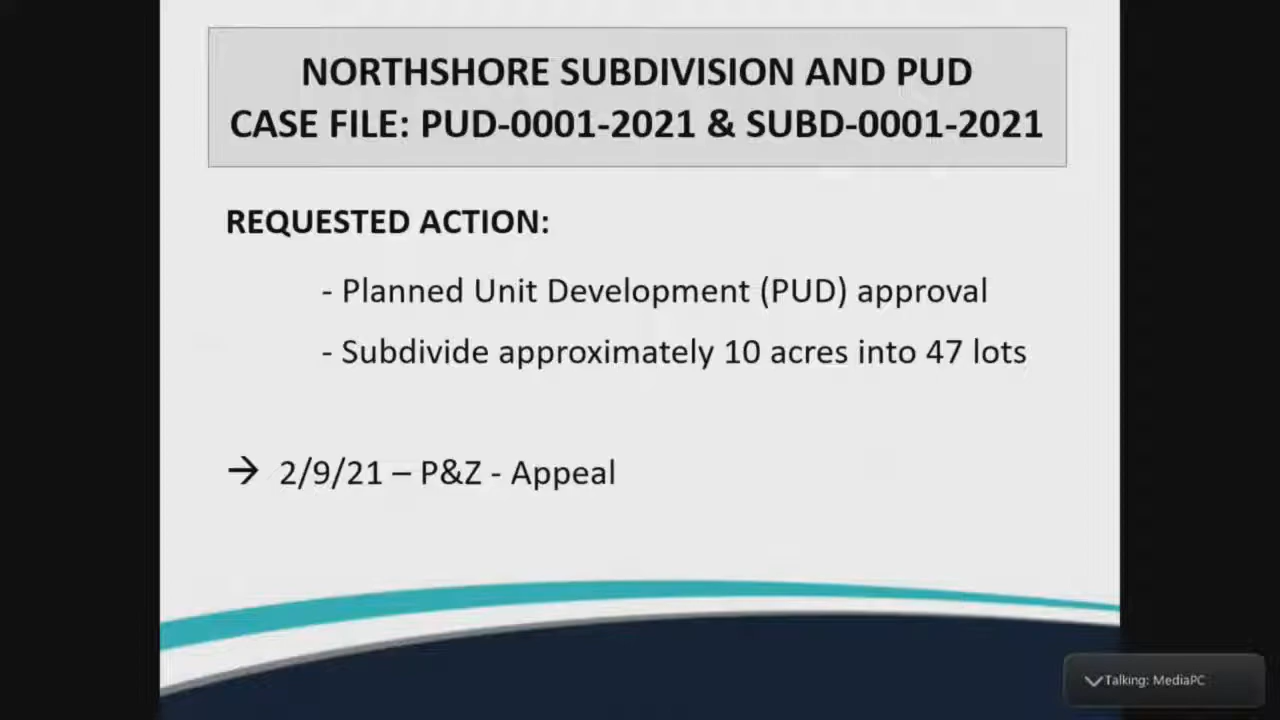 NORTHSHORE SUBDIVISION AND PUD
CASE FILE: PUD-0001-2021 & SUBD-0001-2021
REQUESTED ACTION:
- Planned Unit Development (PUD) approval
- Subdivide approximately 10 acres into 47 lots
→ 2/9/21 – P&Z - Appeal
Talking: MediaPC